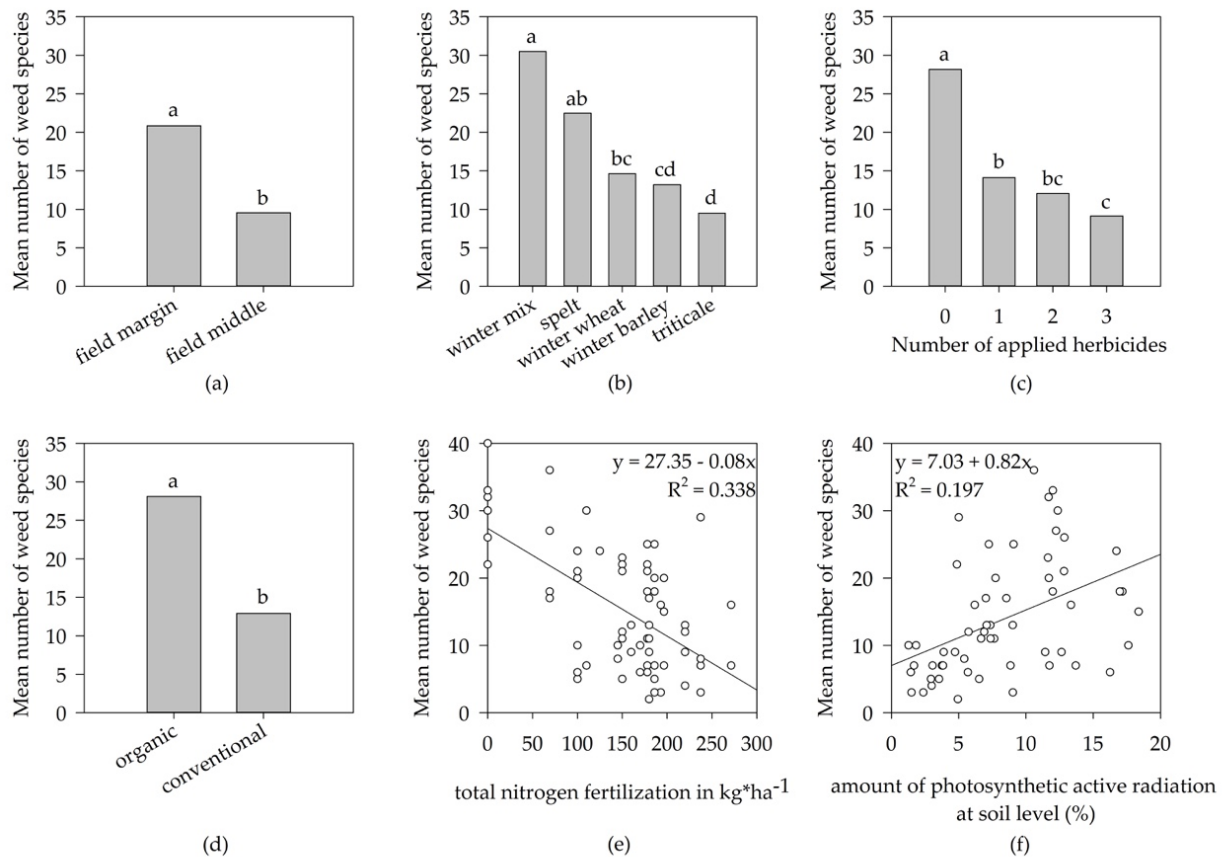 Mean number of weed species
35
30
25
20
15
10
5
0
a
b
field margin
field middle
(a)
Mean number of weed species
35
30
25
20
15
10
5
0
a
ab
bc
cd
d
winter mix
spelt
winter wheat
winter barley
triticale
(b)
Mean number of weed species
35
30
25
20
15
10
5
0
a
b
bc
c
0 1 2 3
Number of applied herbicides
(c)
Mean number of weed species
35
30
25
20
15
10
5
0
a
b
organic
conventional
(d)
Mean number of weed species
40
30
20
10
0
y = 27.35 - 0.08x
R² = 0.338
0 50 100 150 200 250 300
total nitrogen fertilization in kg*ha⁻¹
(e)
Mean number of weed species
40
30
20
10
0
y = 7.03 + 0.82x
R² = 0.197
0 5 10 15 20
amount of photosynthetic active radiation
at soil level (%)
(f)